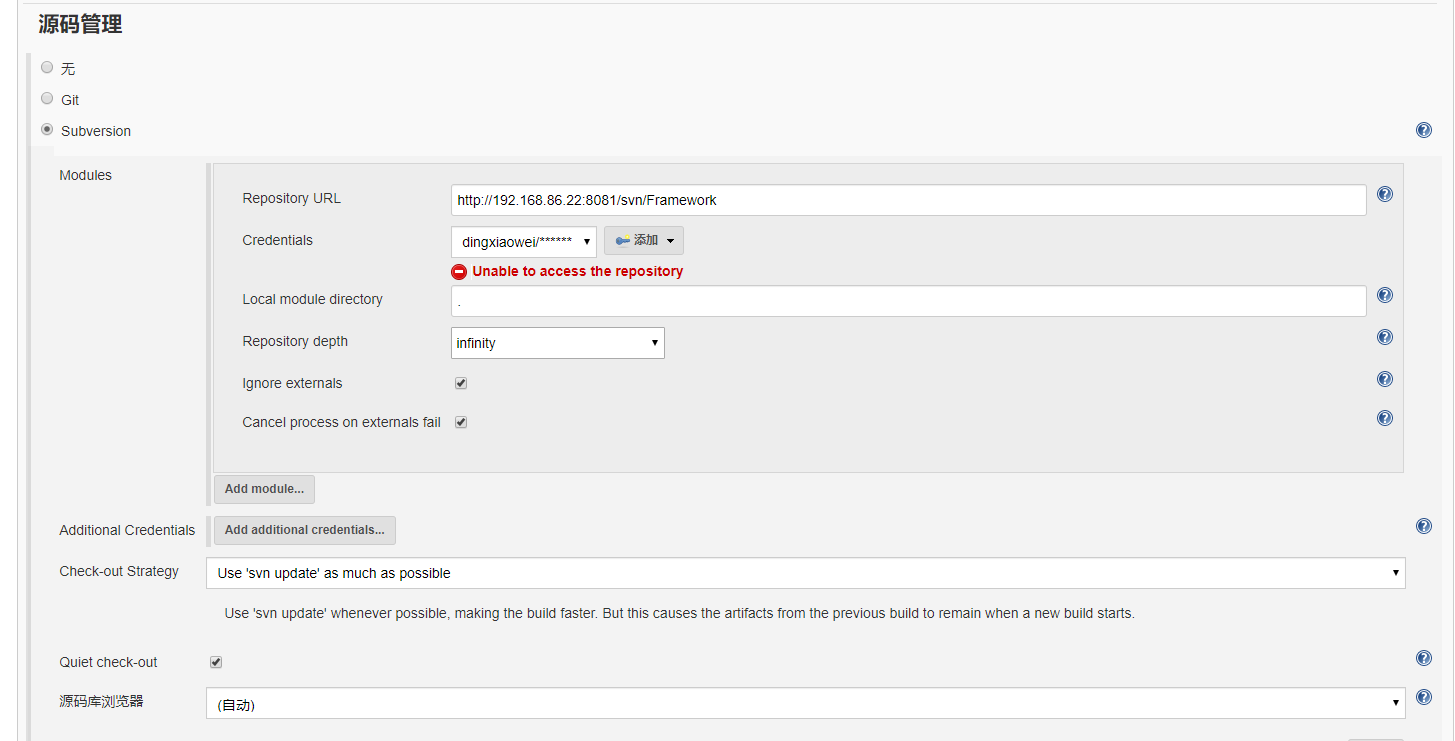 源码管理
无
Git
Subversion
Modules
Repository URL
http://192.168.86.22:8081/svn/Framework
Credentials
dingxiaowei/******
添加
Unable to access the repository
Local module directory
.
Repository depth
infinity
Ignore externals
Cancel process on externals fail
Add module...
Additional Credentials
Add additional credentials...
Check-out Strategy
Use 'svn update' as much as possible
Use 'svn update' whenever possible, making the build faster. But this causes the artifacts from the previous build to remain when a new build starts.
Quiet check-out
源码库浏览器
(自动)